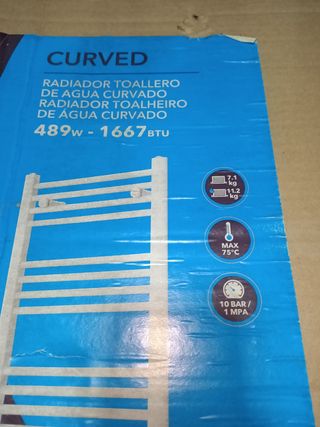 CURVED
RADIADOR TOALLERO
DE AGUA CURVADO
RADIADOR TOALHEIRO
DE ÁGUA CURVADO
489W - 1667BTU
7.1
kg
11.2
kg
MAX
75°C
10 BAR /
1 MPA